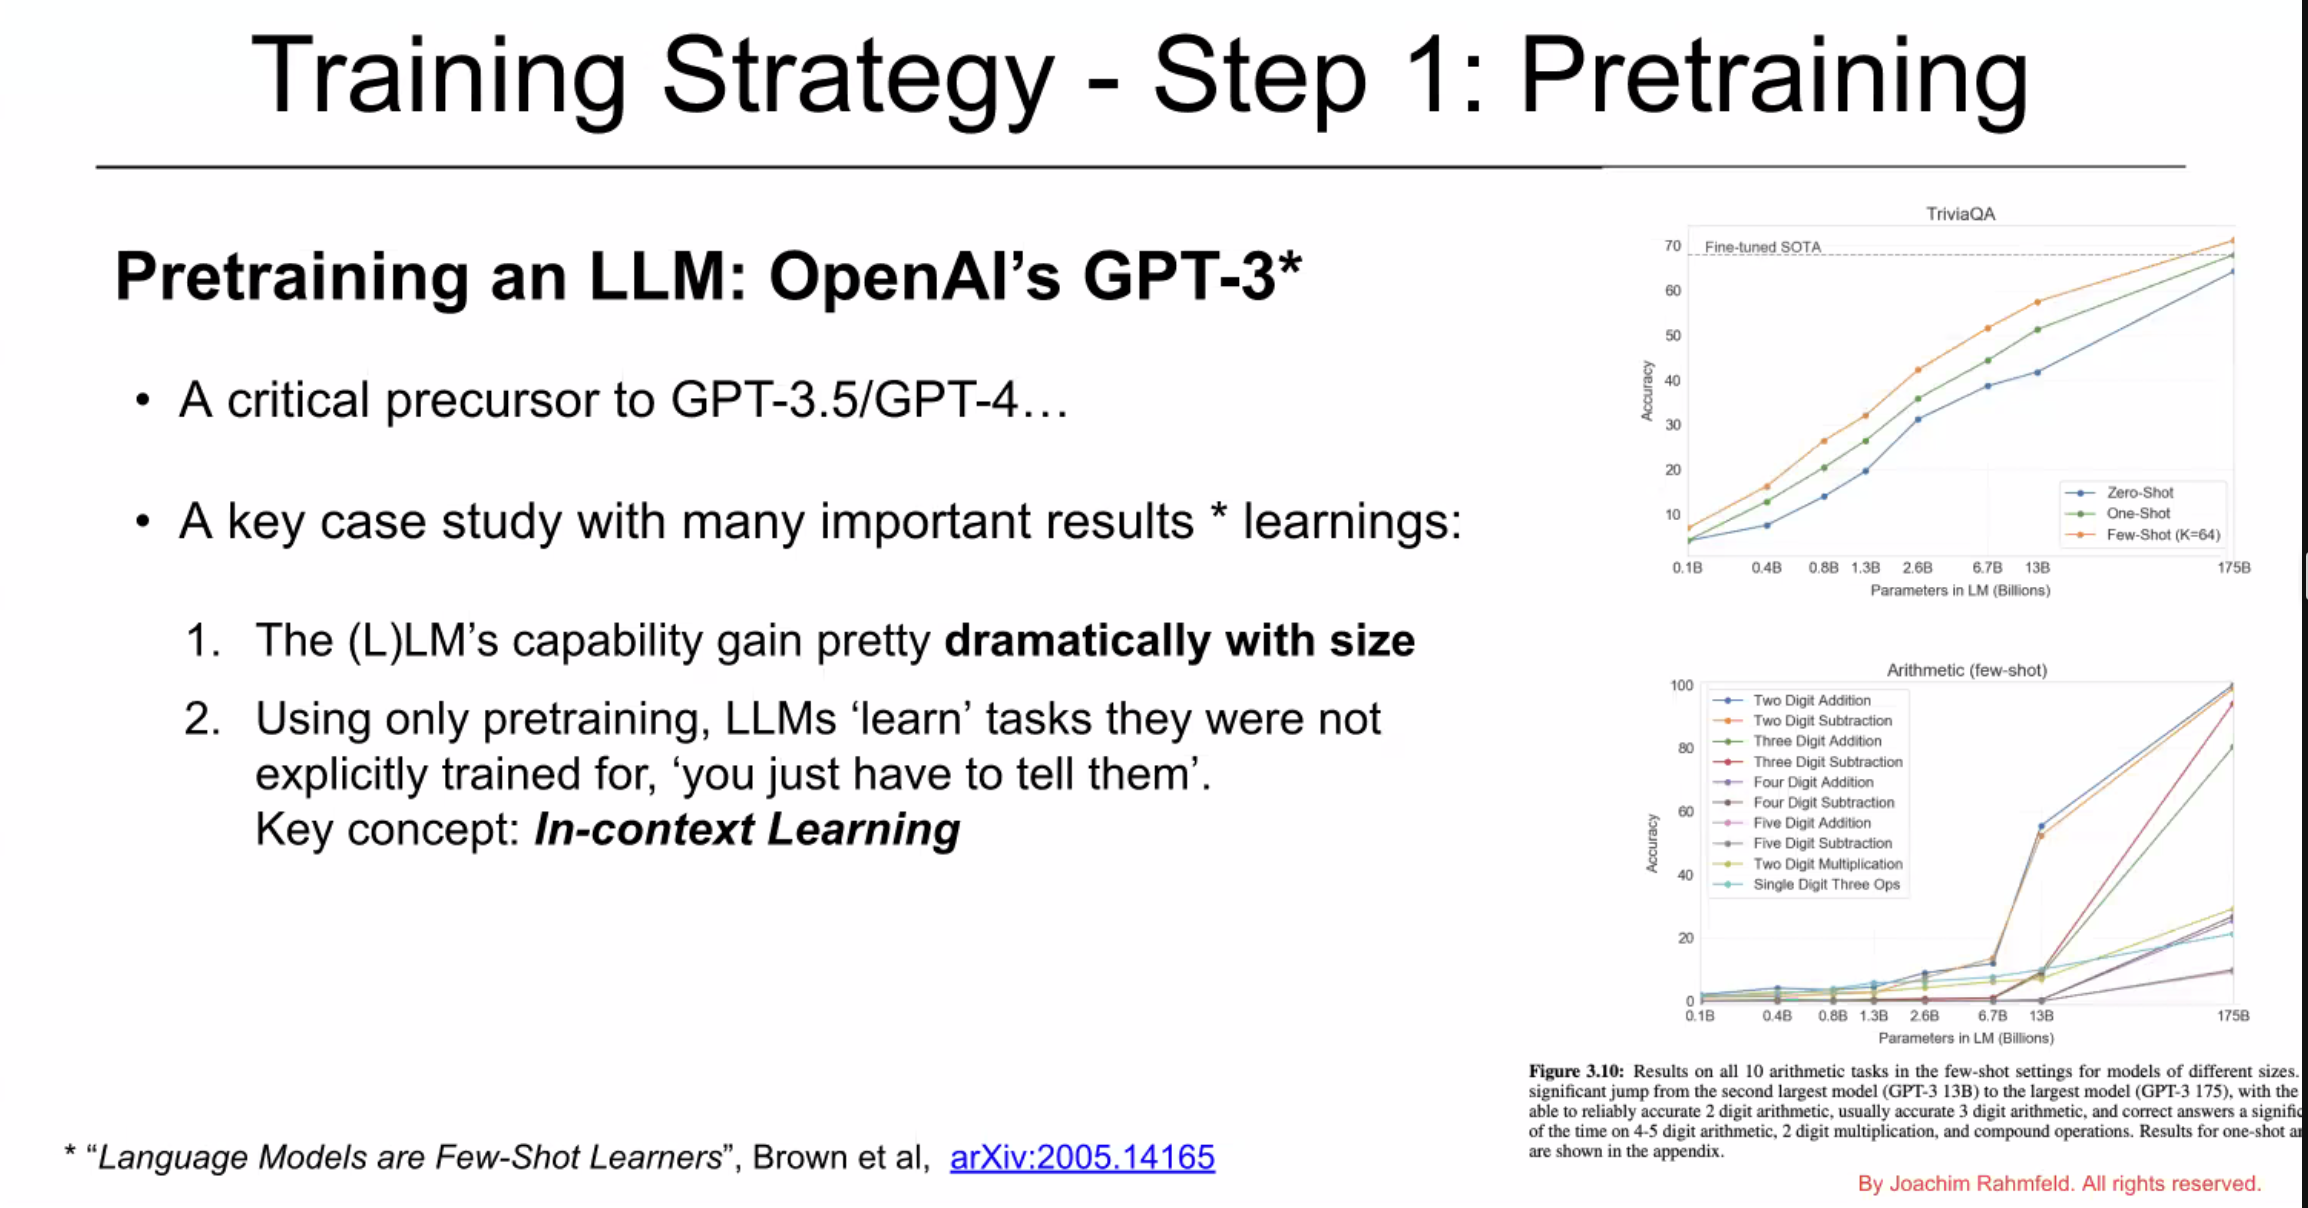 Training Strategy - Step 1: Pretraining
Pretraining an LLM: OpenAI’s GPT-3*
• A critical precursor to GPT-3.5/GPT-4…
• A key case study with many important results * learnings:
1. The (L)LM’s capability gain pretty dramatically with size
2. Using only pretraining, LLMs ‘learn’ tasks they were not
explicitly trained for, ‘you just have to tell them’.
Key concept: In-context Learning
* “Language Models are Few-Shot Learners”, Brown et al, arXiv:2005.14165
TriviaQA
Fine-tuned SOTA
70
60
50
40
30
20
10
Accuracy
Zero-Shot
One-Shot
Few-Shot (K=64)
0.1B 0.4B 0.8B 1.3B 2.6B 6.7B 13B 175B
Parameters in LM (Billions)
Arithmetic (few-shot)
100
80
60
40
20
0
Accuracy
Two Digit Addition
Two Digit Subtraction
Three Digit Addition
Three Digit Subtraction
Four Digit Addition
Four Digit Subtraction
Five Digit Addition
Five Digit Subtraction
Two Digit Multiplication
Single Digit Three Ops
0.1B 0.4B 0.8B 1.3B 2.6B 6.7B 13B 175B
Parameters in LM (Billions)
Figure 3.10: Results on all 10 arithmetic tasks in the few-shot settings for models of different sizes.
significant jump from the second largest model (GPT-3 13B) to the largest model (GPT-3 175), with the
able to reliably accurate 2 digit arithmetic, usually accurate 3 digit arithmetic, and correct answers a signific
of the time on 4-5 digit arithmetic, 2 digit multiplication, and compound operations. Results for one-shot a
are shown in the appendix.
By Joachim Rahmfeld. All rights reserved.